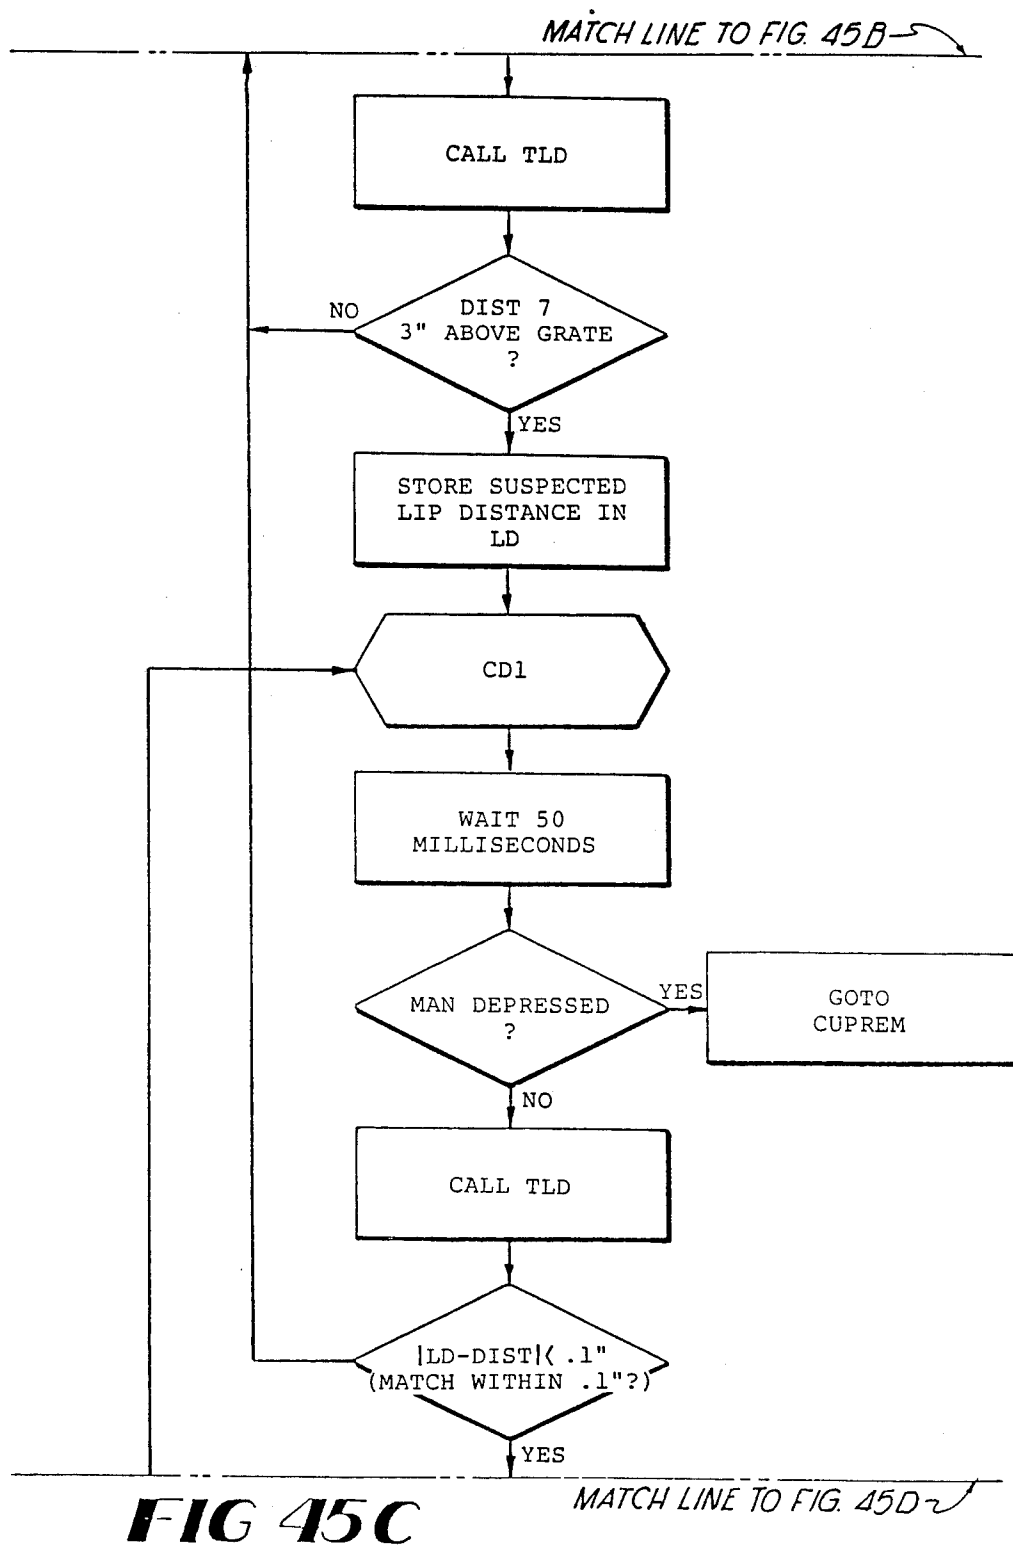 MATCH LINE TO FIG. 45B
CALL TLD
NO
DIST 7
3" ABOVE GRATE
?
YES
STORE SUSPECTED
LIP DISTANCE IN
LD
CD1
WAIT 50
MILLISECONDS
MAN DEPRESSED
?
YES
GOTO
CUPREM
NO
CALL TLD
|LD-DIST|< .1"
(MATCH WITHIN .1"?)
YES
MATCH LINE TO FIG. 45D
FIG 45C